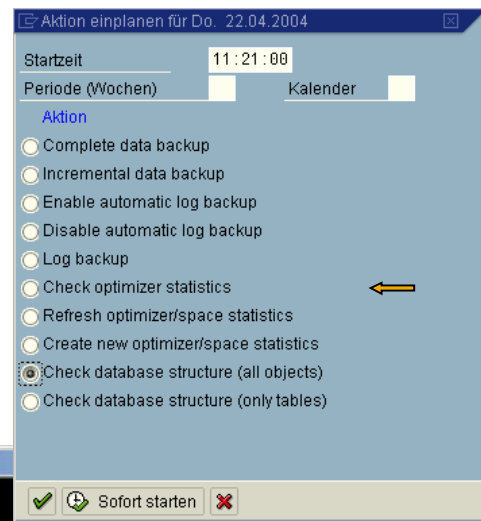 Aktion einplanen für Do. 22.04.2004
Startzeit 11:21:00
Periode (Wochen) Kalender
Aktion
Complete data backup
Incremental data backup
Enable automatic log backup
Disable automatic log backup
Log backup
Check optimizer statistics
Refresh optimizer/space statistics
Create new optimizer/space statistics
Check database structure (all objects)
Check database structure (only tables)
Sofort starten